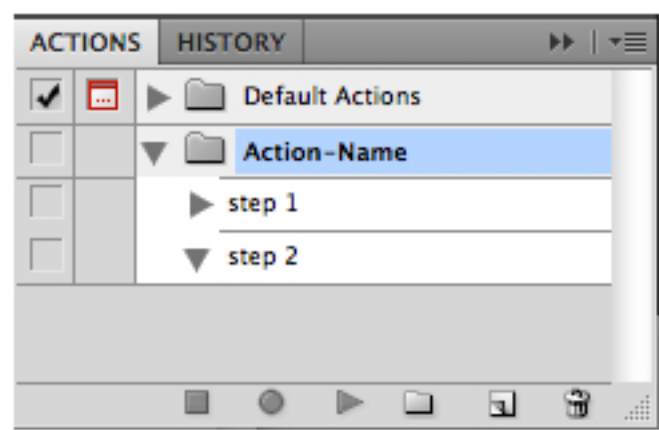 ACTIONS HISTORY
Default Actions
Action-Name
step 1
step 2